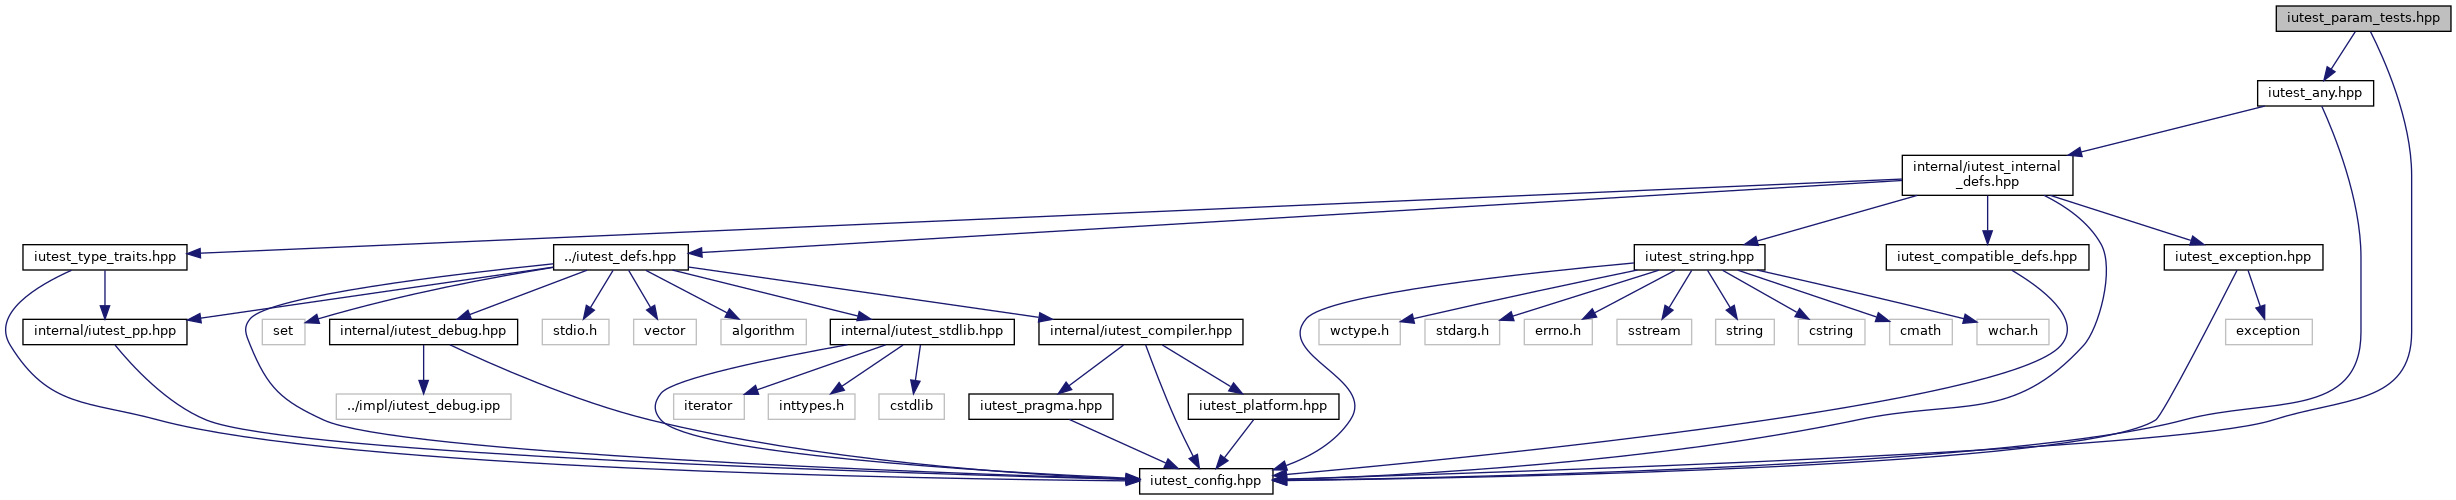 iutest_param_tests.hpp
iutest_any.hpp
internal/iutest_internal
_defs.hpp
iutest_type_traits.hpp
../iutest_defs.hpp
iutest_string.hpp
iutest_compatible_defs.hpp
iutest_exception.hpp
internal/iutest_pp.hpp
set
internal/iutest_debug.hpp
stdio.h
vector
algorithm
internal/iutest_stdlib.hpp
internal/iutest_compiler.hpp
wctype.h
stdarg.h
errno.h
sstream
string
cstring
cmath
wchar.h
exception
../impl/iutest_debug.ipp
iterator
inttypes.h
cstdlib
iutest_pragma.hpp
iutest_platform.hpp
iutest_config.hpp